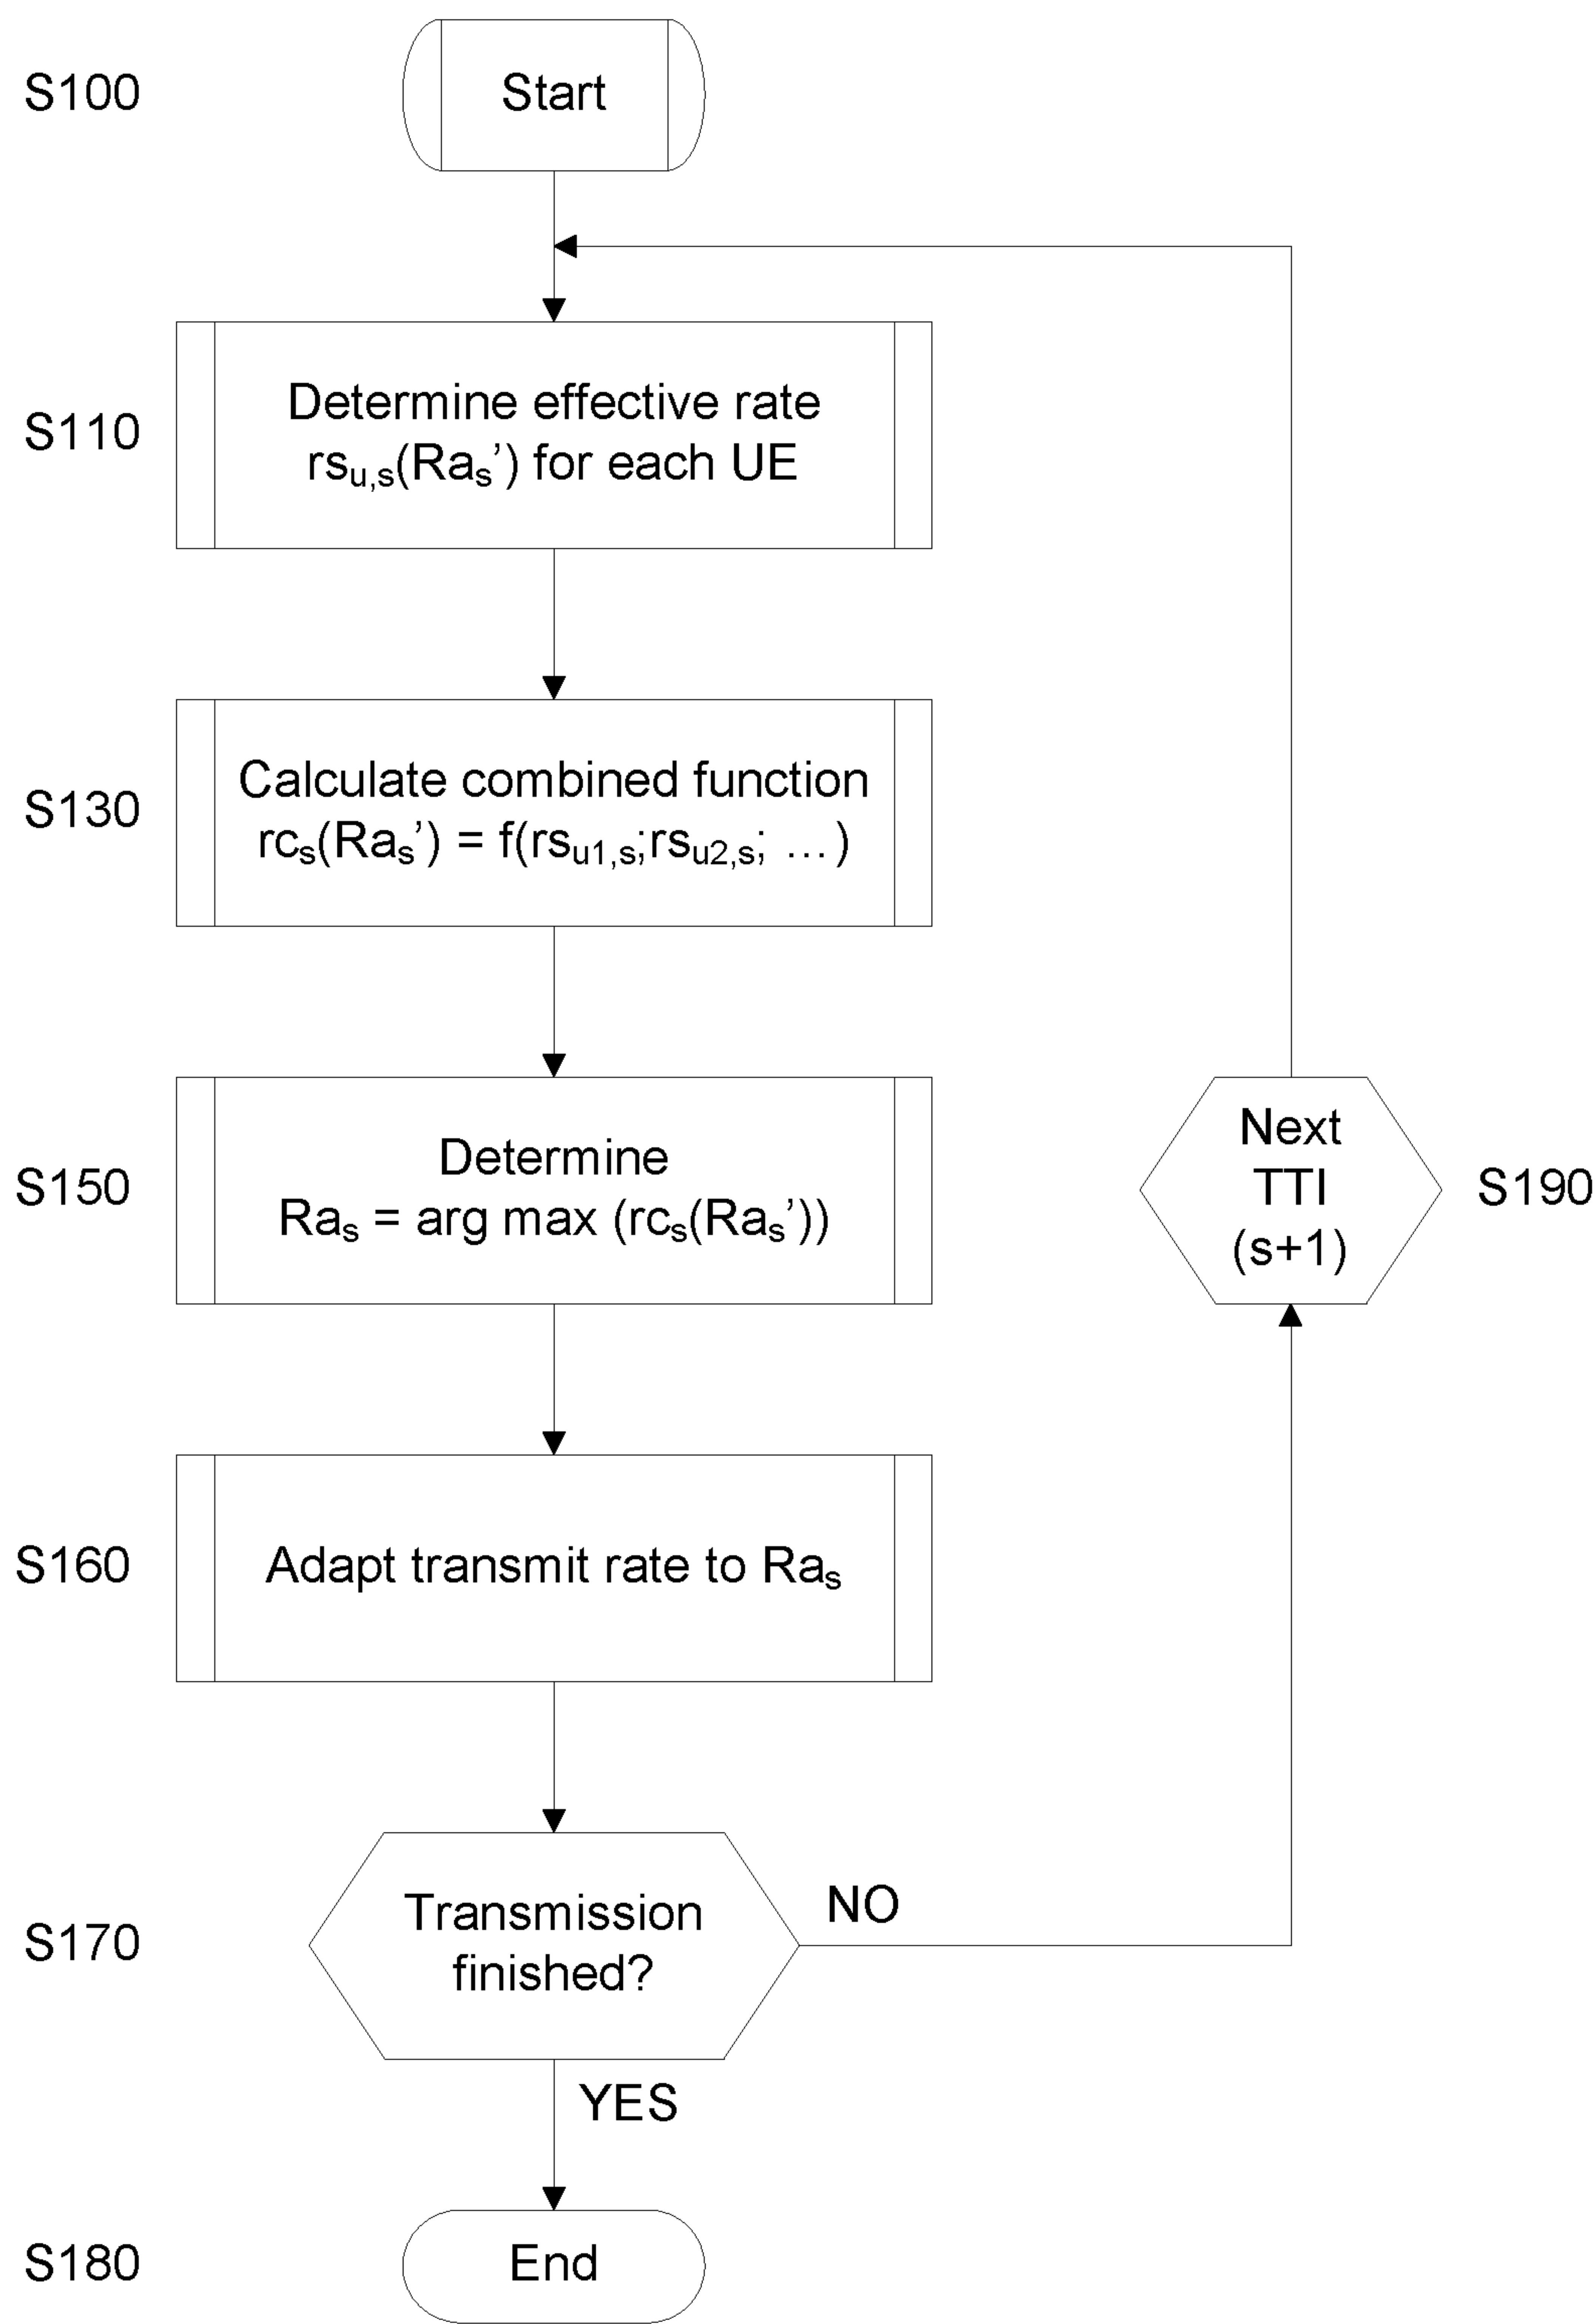 S100
Start
S110
Determine effective rate
rsu,s(Ras’) for each UE
S130
Calculate combined function
rcs(Ras’) = f(rsu1,s;rsu2,s; …)
S150
Determine
Ras = arg max (rcs(Ras’))
Next
TTI
(s+1)
S190
S160
Adapt transmit rate to Ras
S170
Transmission
finished?
NO
YES
S180
End